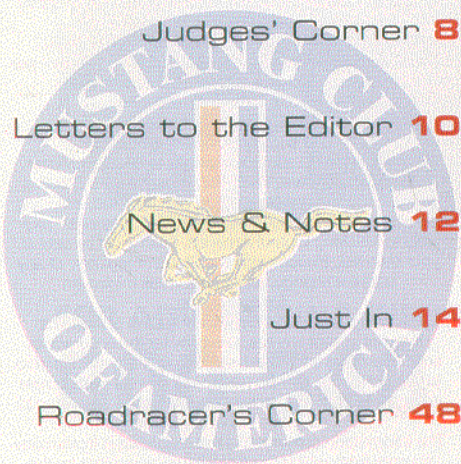 Judges' Corner 8
Letters to the Editor 10
News & Notes 12
Just In 14
Roadracer's Corner 48
MUSTANG CLUB
OF AMERICA